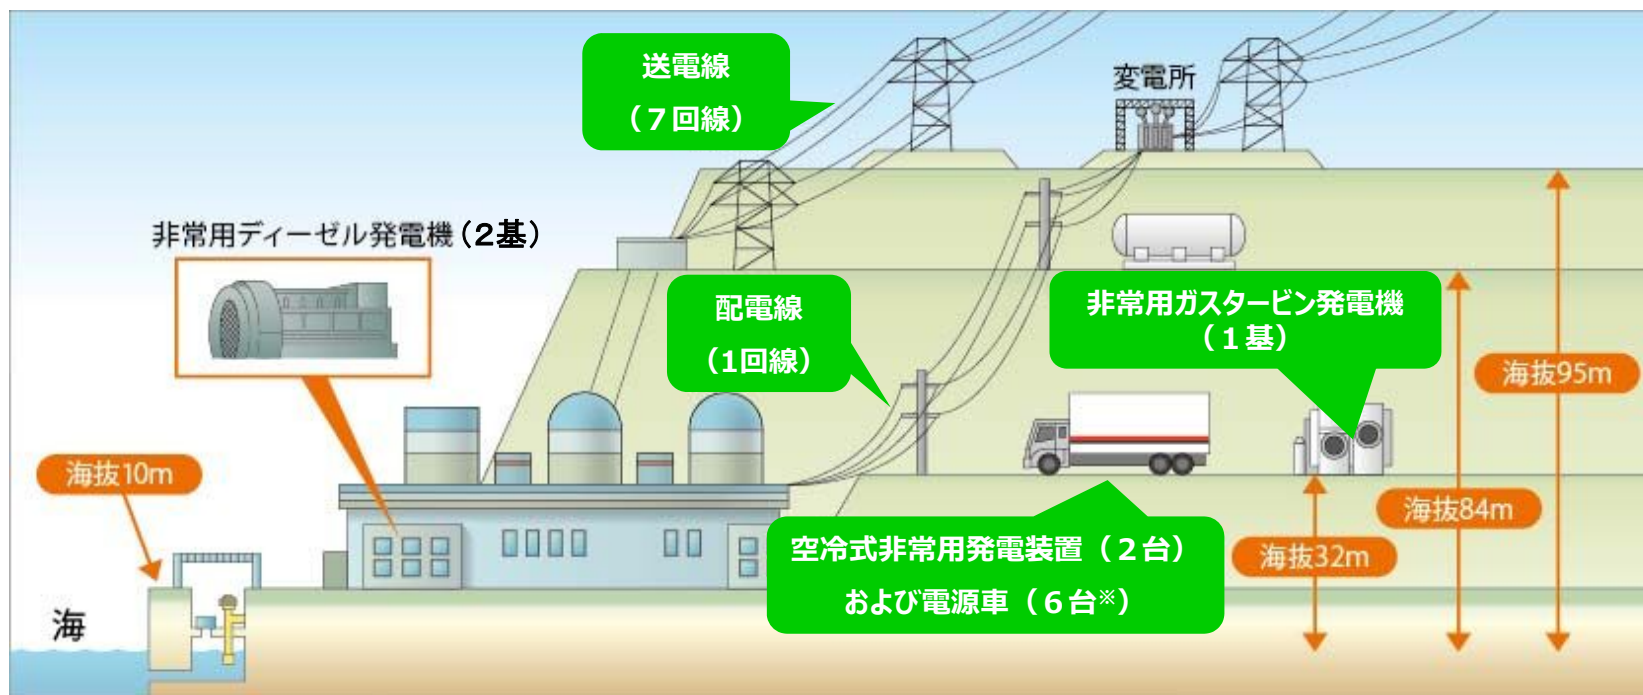 送電線
（７回線）
変電所
非常用ディーゼル発電機（2基）
配電線
（1回線）
非常用ガスタービン発電機
（１基）
海抜95m
海抜10m
海抜84m
空冷式非常用発電装置（２台）
および電源車（６台※）
海抜32m
海